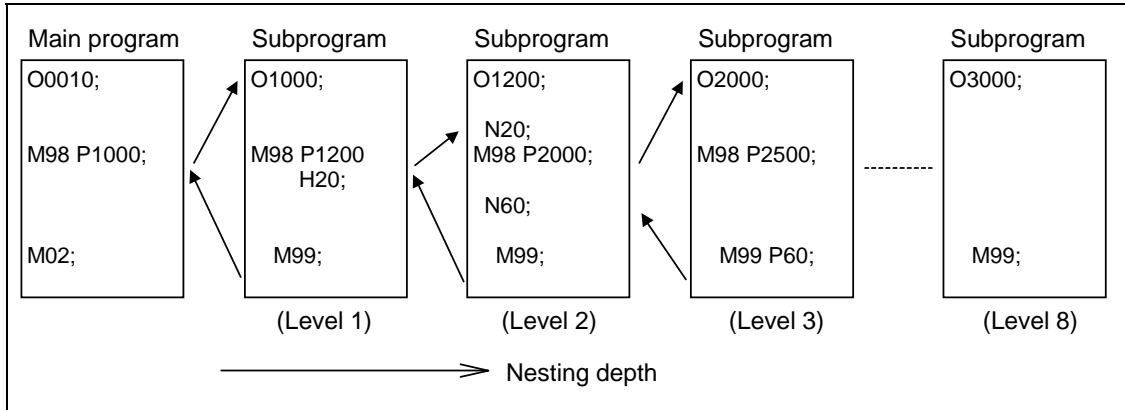 Main program
O0010;
M98 P1000;
M02;
Subprogram
O1000;
M98 P1200
H20;
M99;
(Level 1)
Subprogram
O1200;
N20;
M98 P2000;
N60;
M99;
(Level 2)
Subprogram
O2000;
M98 P2500;
M99 P60;
(Level 3)
Subprogram
O3000;
M99;
(Level 8)
Nesting depth